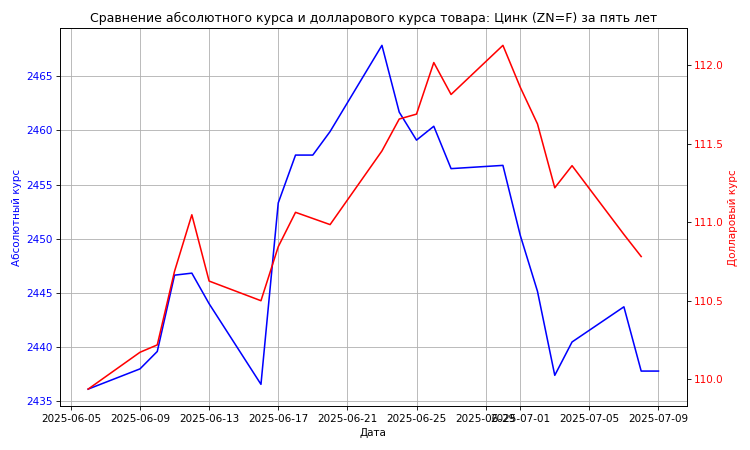 Сравнение абсолютного курса и долларового курса товара: Цинк (ZN=F) за пять лет
Абсолютный курс
2465
2460
2455
2450
2445
2440
2435
112.0
111.5
111.0
110.5
110.0
Долларовый курс
2025-06-05 2025-06-09 2025-06-13 2025-06-17 2025-06-21 2025-06-25 2025-06-29 2025-07-01 2025-07-05 2025-07-09
Дата